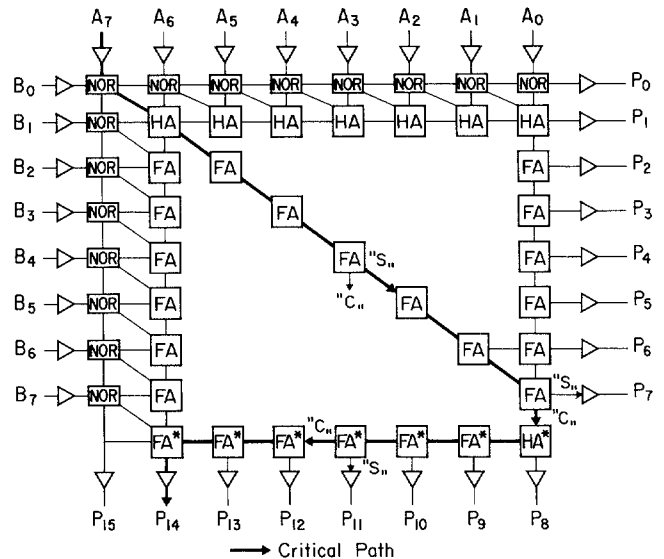 A7 A6 A5 A4 A3 A2 A1 A0
B0 NOR NOR NOR NOR NOR NOR NOR NOR P0
B1 NOR HA HA HA HA HA HA HA P1
B2 NOR FA FA FA P2
B3 NOR FA FA FA P3
B4 NOR FA FA "S" FA P4
"C"
B5 NOR FA FA FA P5
B6 NOR FA FA FA P6
B7 NOR FA FA "S" P7
"C" "C"
FA* FA* FA* FA* FA* FA* HA*
"S"
P15 P14 P13 P12 P11 P10 P9 P8
Critical Path